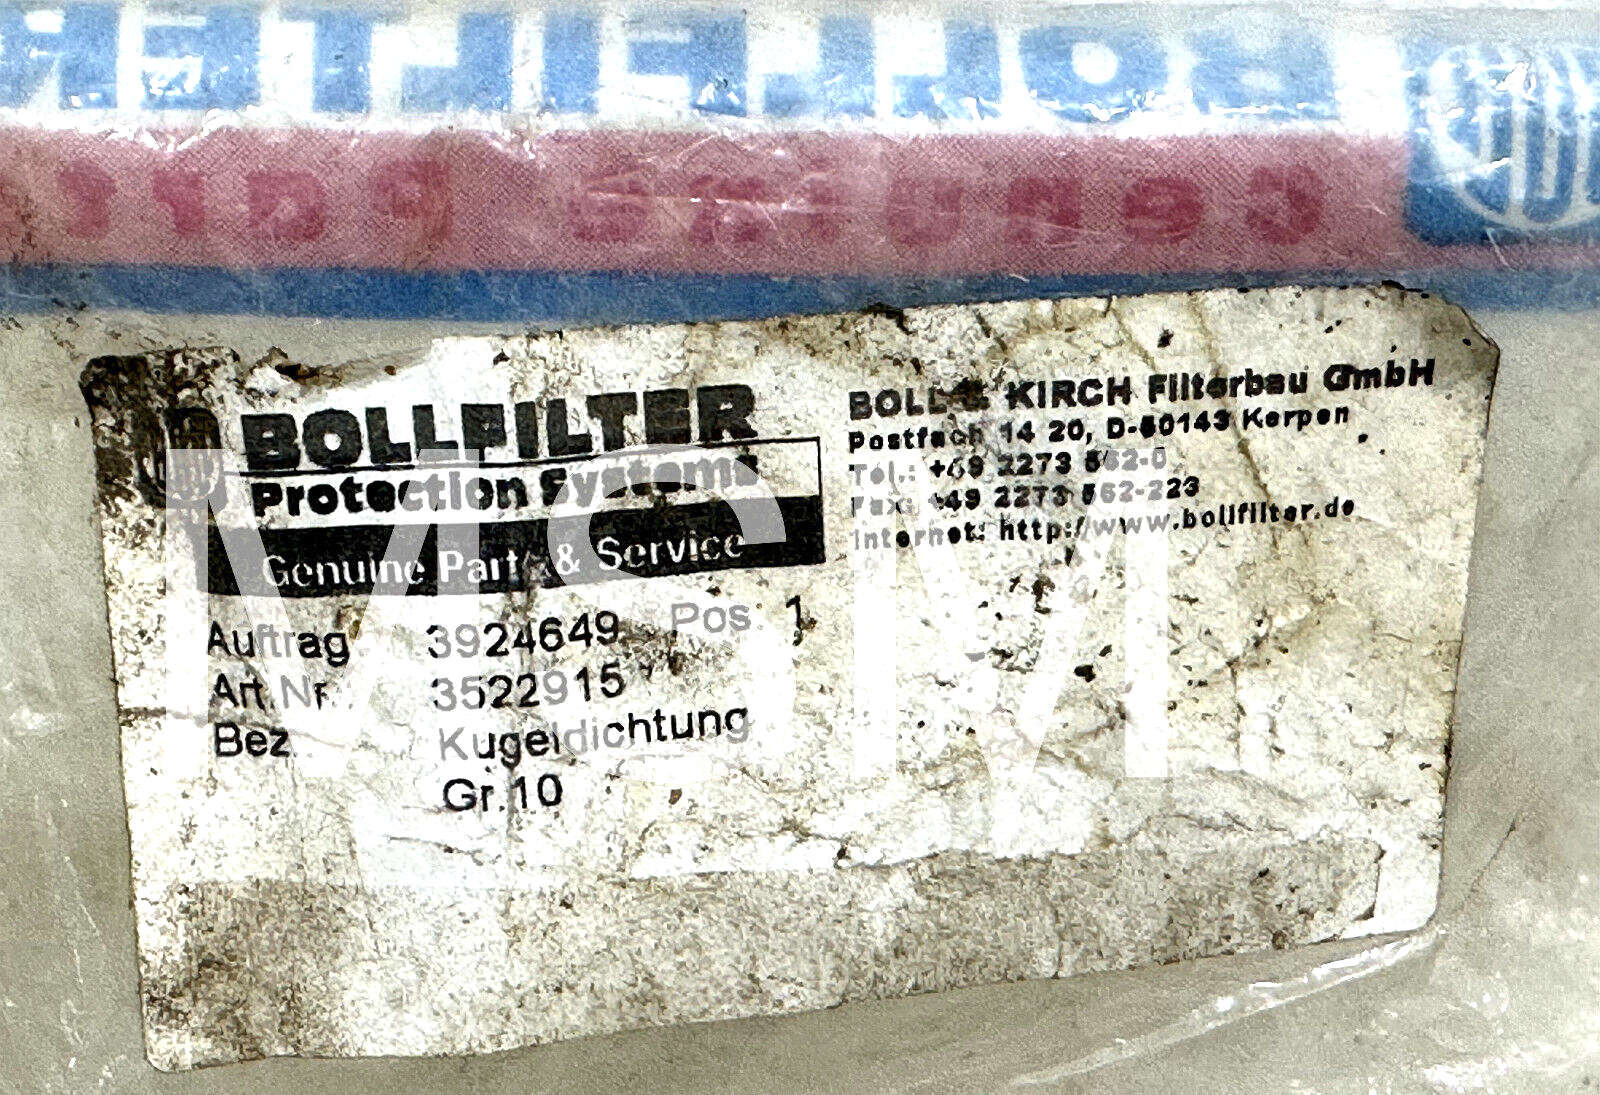 BOLLFILTER
BOLLFILTER
Protection Systems
Genuine Parts & Service
BOLL & KIRCH Filterbau GmbH
Postfach 14 20, D-50143 Kerpen
Tel.: +49 2273 562-0
Fax: +49 2273 562-223
Internet: http://www.bollfilter.de
Auftrag 3924649 Pos. 1
Art.Nr.: 3522915
Bez.: Kugeldichtung
Gr.10
MSM